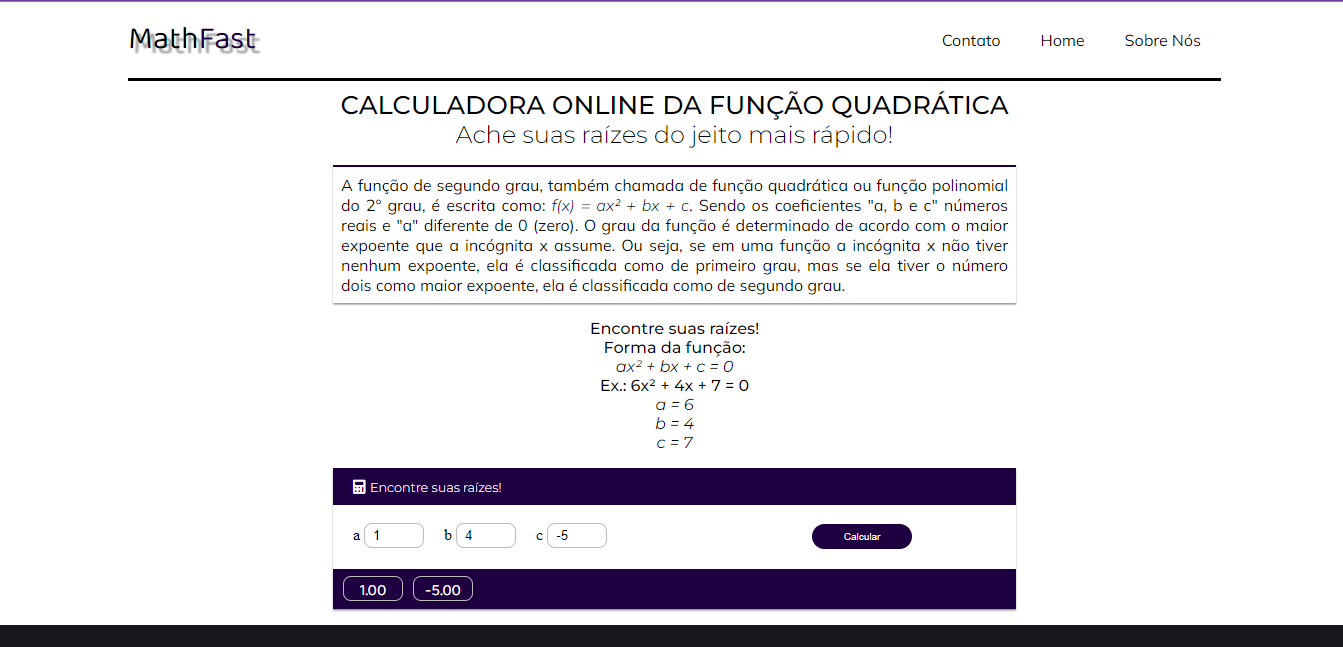 MathFast
Contato Home Sobre Nós
CALCULADORA ONLINE DA FUNÇÃO QUADRÁTICA
Ache suas raízes do jeito mais rápido!
A função de segundo grau, também chamada de função quadrática ou função polinomial
do 2° grau, é escrita como: f(x) = ax² + bx + c. Sendo os coeficientes "a, b e c" números
reais e "a" diferente de 0 (zero). O grau da função é determinado de acordo com o maior
expoente que a incógnita x assume. Ou seja, se em uma função a incógnita x não tiver
nenhum expoente, ela é classificada como de primeiro grau, mas se ela tiver o número
dois como maior expoente, ela é classificada como de segundo grau.
Encontre suas raízes!
Forma da função:
ax² + bx + c = 0
Ex.: 6x² + 4x + 7 = 0
a = 6
b = 4
c = 7
Encontre suas raízes!
a 1 b 4 c -5 Calcular
1.00 -5.00